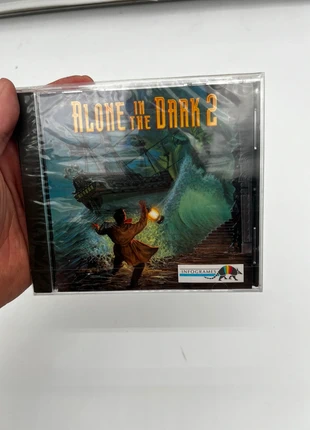 ALONE IN THE DARK 2
INFOGRAMES